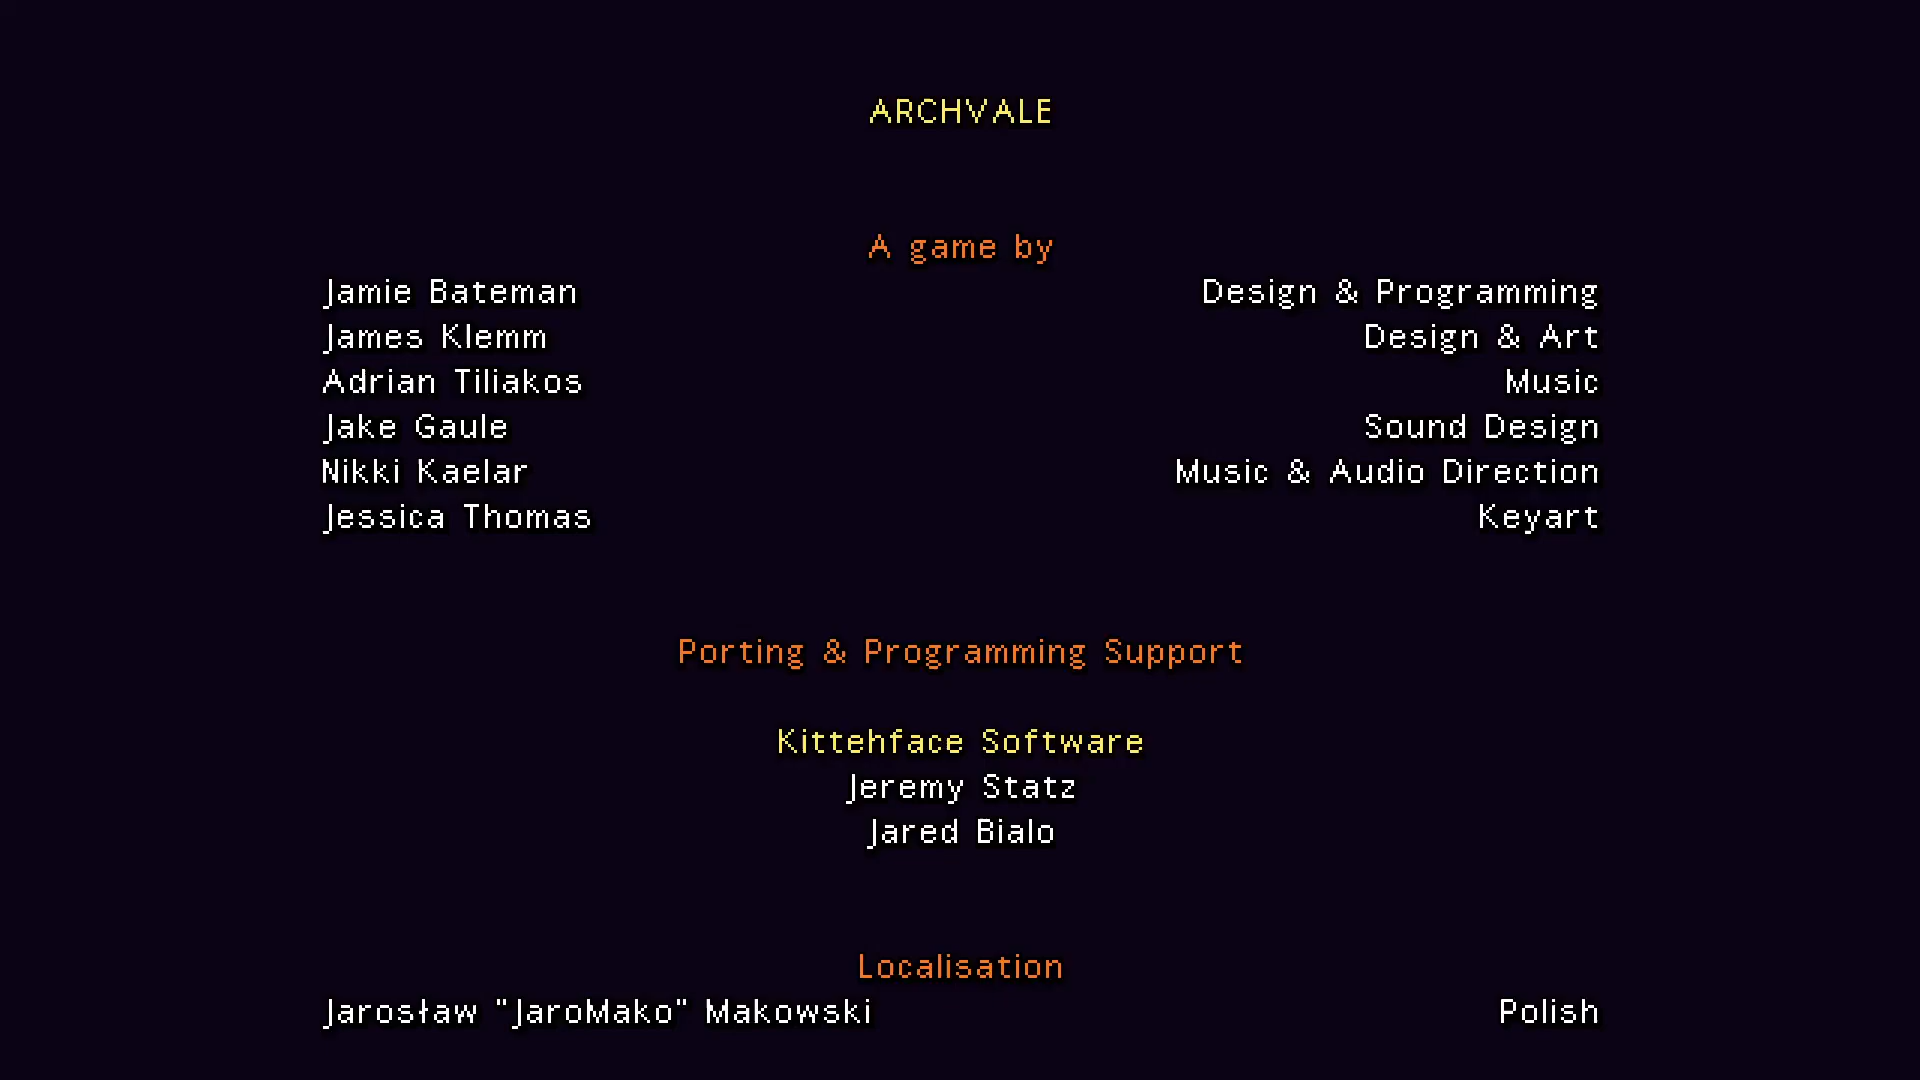 ARCHVALE
A game by
Jamie Bateman Design & Programming
James Klemm Design & Art
Adrian Tiliakos Music
Jake Gaule Sound Design
Nikki Kaelar Music & Audio Direction
Jessica Thomas Keyart
Porting & Programming Support
Kittehface Software
Jeremy Statz
Jared Bialo
Localisation
Jarosław "JaroMako" Makowski Polish